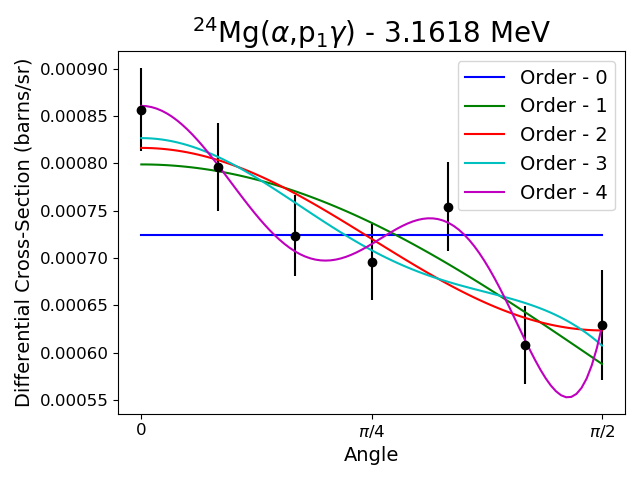 ²⁴Mg(α,p₁γ) - 3.1618 MeV
Differential Cross-Section (barns/sr)
0.00090
0.00085
0.00080
0.00075
0.00070
0.00065
0.00060
0.00055
Order - 0
Order - 1
Order - 2
Order - 3
Order - 4
0
π/4
π/2
Angle